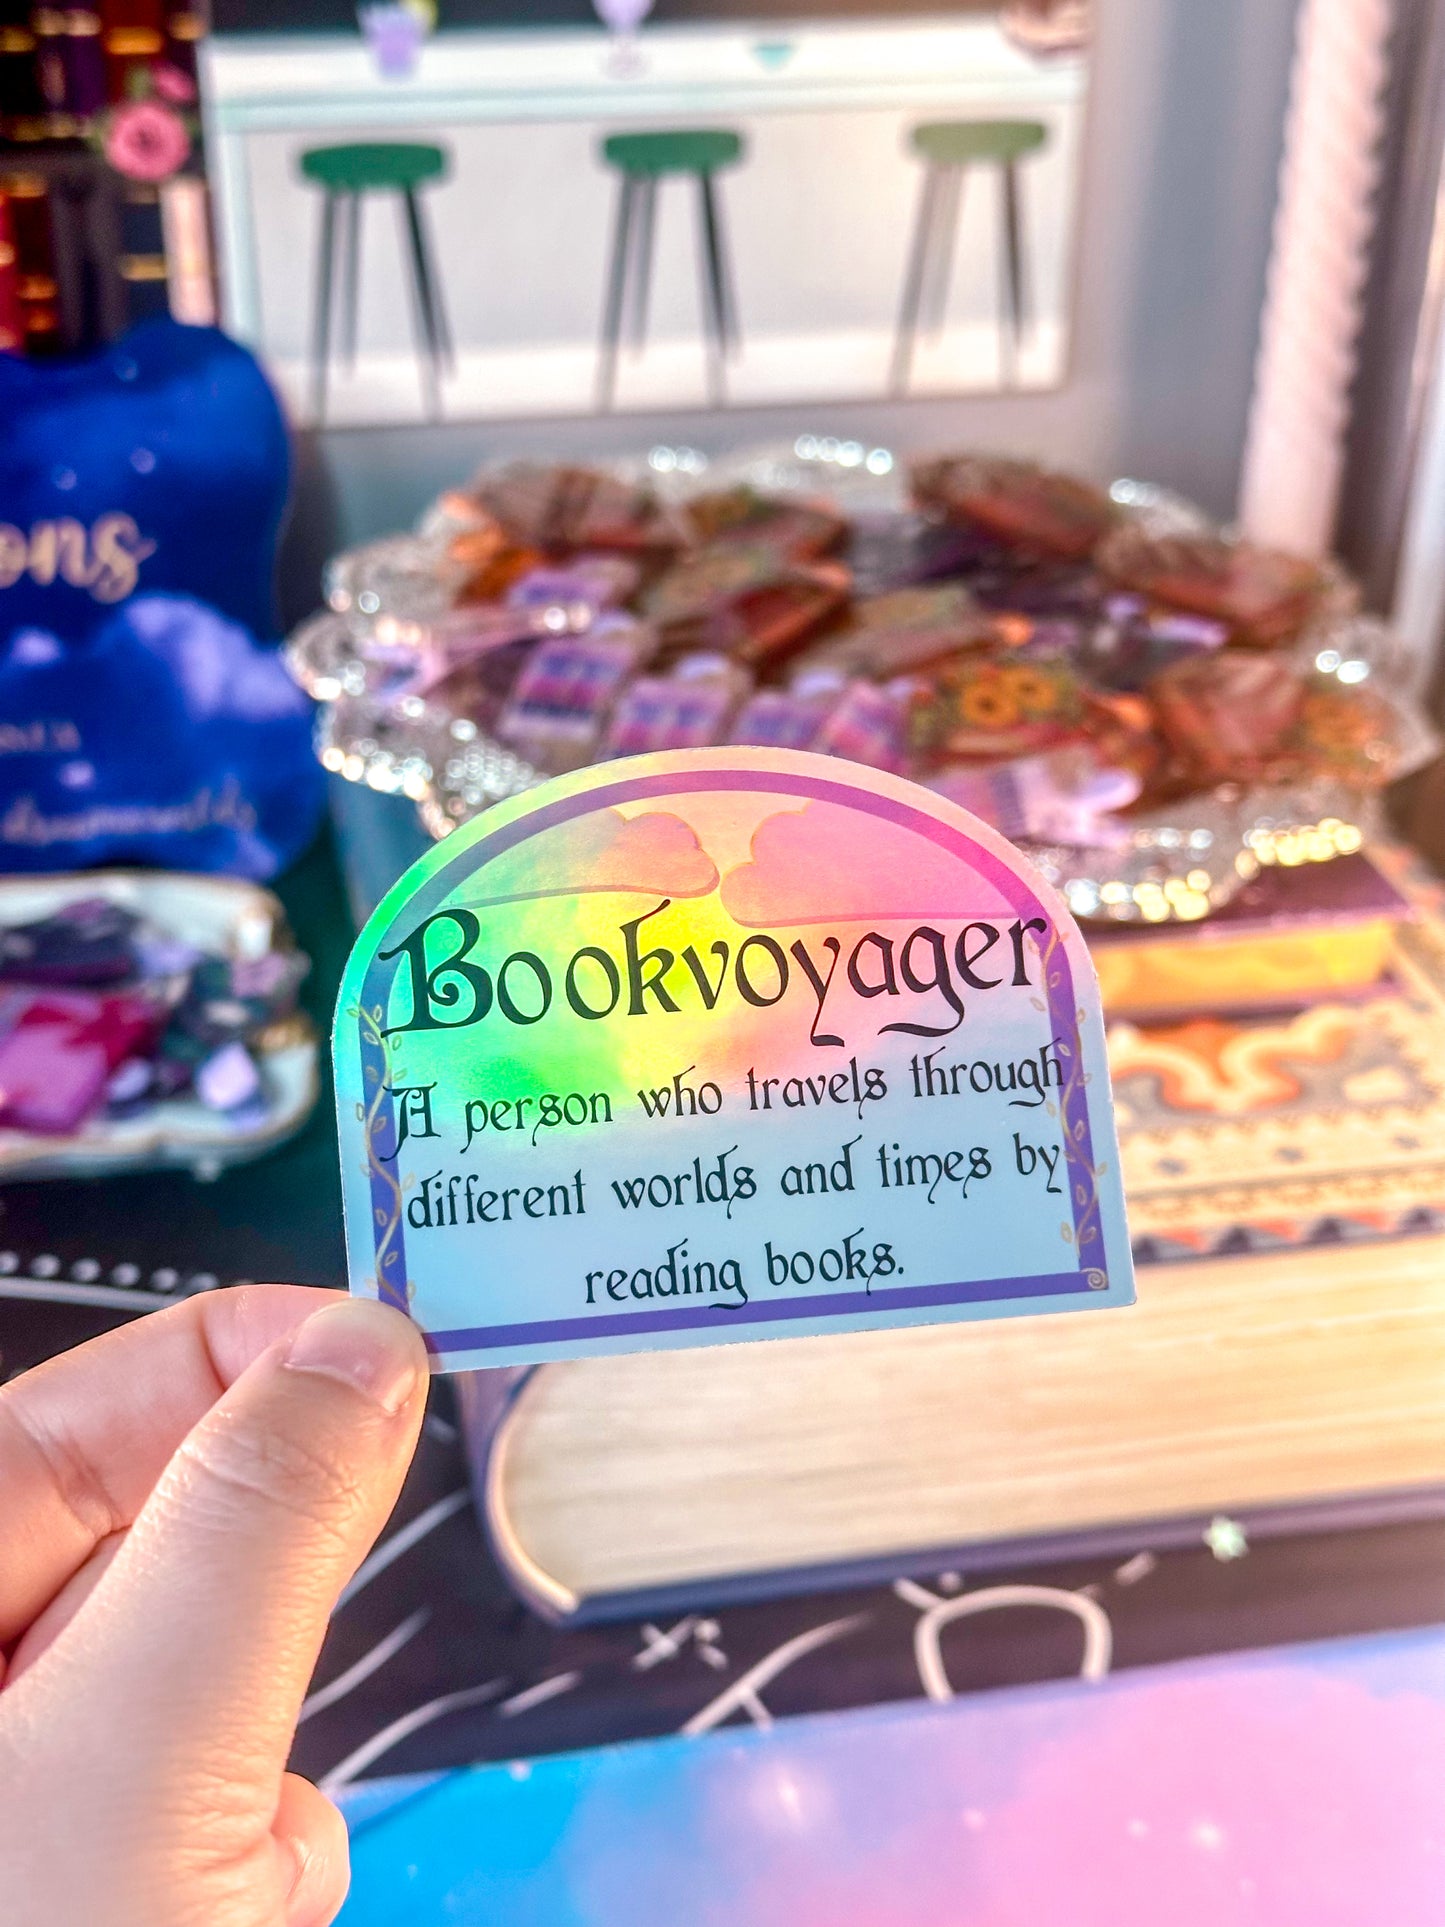 Bookvoyager
A person who travels through
different worlds and times by
reading books.